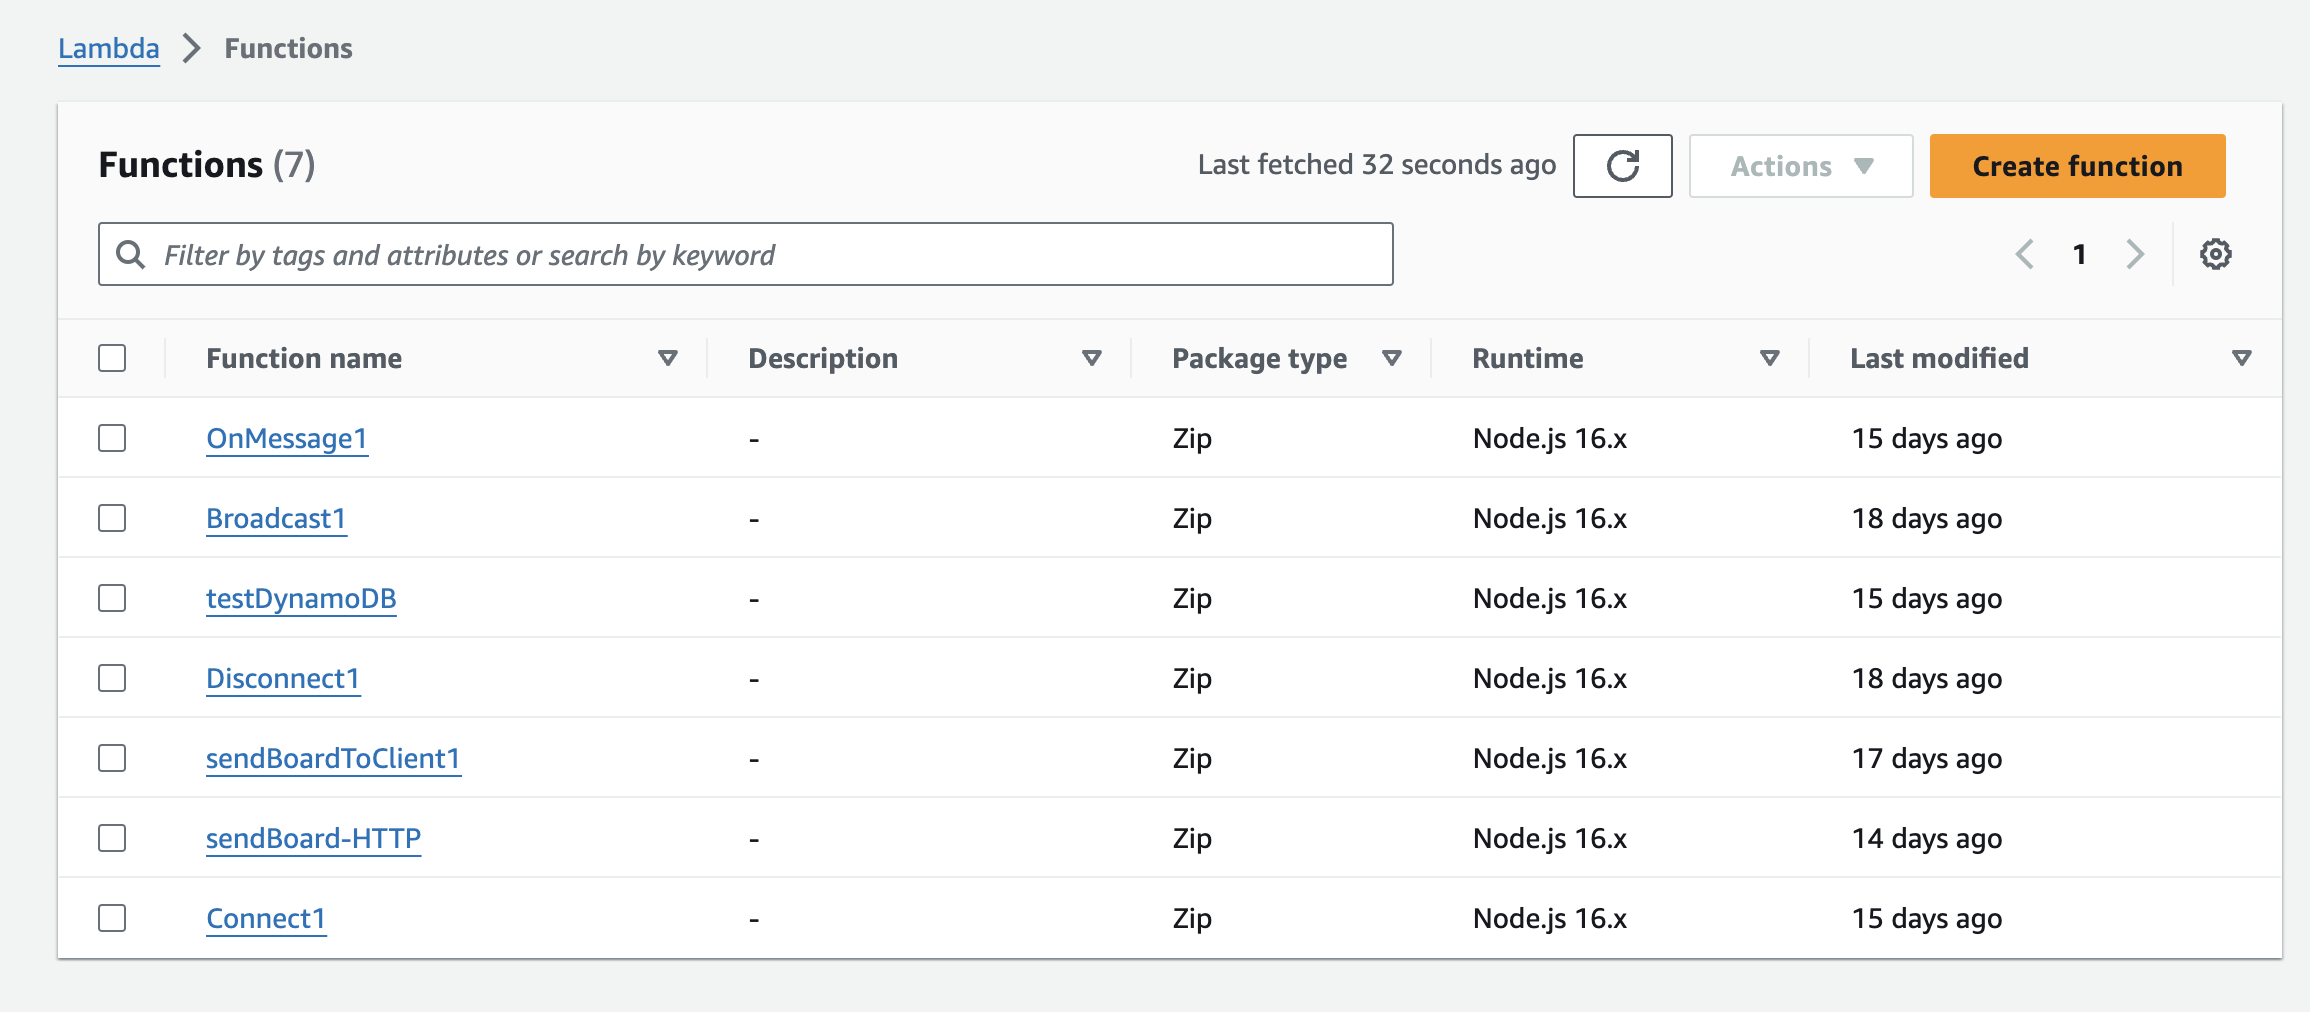 Lambda > Functions
Functions (7) Last fetched 32 seconds ago Actions Create function
Filter by tags and attributes or search by keyword 1
Function name Description Package type Runtime Last modified
OnMessage1 - Zip Node.js 16.x 15 days ago
Broadcast1 - Zip Node.js 16.x 18 days ago
testDynamoDB - Zip Node.js 16.x 15 days ago
Disconnect1 - Zip Node.js 16.x 18 days ago
sendBoardToClient1 - Zip Node.js 16.x 17 days ago
sendBoard-HTTP - Zip Node.js 16.x 14 days ago
Connect1 - Zip Node.js 16.x 15 days ago